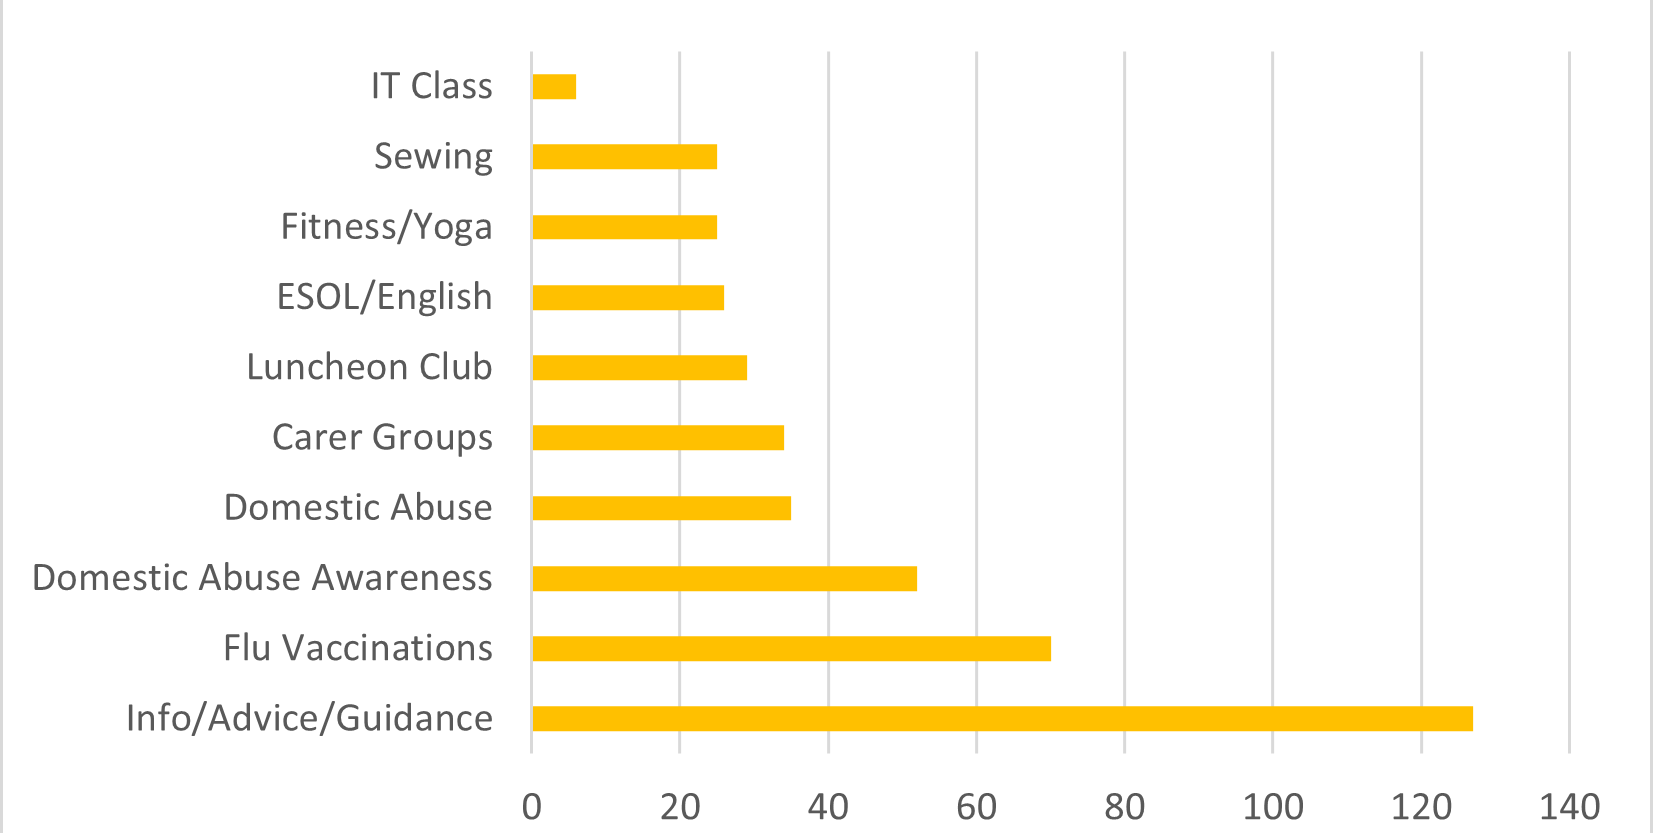 IT Class
Sewing
Fitness/Yoga
ESOL/English
Luncheon Club
Carer Groups
Domestic Abuse
Domestic Abuse Awareness
Flu Vaccinations
Info/Advice/Guidance
0 20 40 60 80 100 120 140